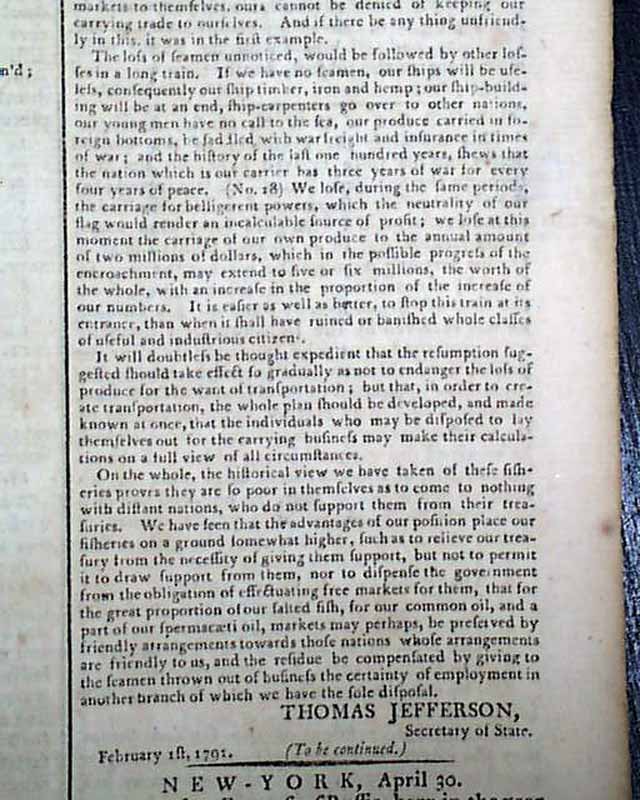 markets to themselves, ours cannot be denied of keeping our
carrying trade to ourselves. And if there be any thing unfriend-
ly in this, it was in the first example.
The loſs of ſeamen unnoticed, would be followed by other loſ-
ſes in a long train. If we have no ſeamen, our ſhips will be uſe-
n'd; leſs, conſequently our ſhip timber, iron and hemp; our ſhip-build-
ing will be at an end, ſhip-carpenters go over to other nations,
our young men have no call to the ſea, our produce carried in fo-
reign bottoms, be ſaddled with war freight and inſurance in times
of war; and the hiſtory of the laſt one hundred years, ſhews that
the nation which is our carrier has three years of war for every
four years of peace. (No. 18) We loſe, during the ſame periods,
the carriage for belligerent powers, which the neutrality of our
flag would render an incalculable ſource of profit; we loſe at this
moment the carriage of our own produce to the annual amount
of two millions of dollars, which in the poſſible progreſs of the
encroachment, may extend to five or ſix millions, the worth of
the whole, with an increaſe in the proportion of the increaſe of
our numbers. It is eaſier as well as better, to ſtop this train at its
entrance, than when it ſhall have ruined or baniſhed whole claſſes
of uſeful and induſtrious citizens.
It will doubtleſs be thought expedient that the reſumption ſug-
geſted ſhould take effect ſo gradually as not to endanger the loſs of
produce for the want of tranſportation; but that, in order to cre-
ate tranſportation, the whole plan ſhould be developed, and made
known at once, that the individuals who may be diſpoſed to lay
themſelves out for the carrying buſineſs may make their calcula-
tions on a full view of all circumſtances.
On the whole, the hiſtorical view we have taken of theſe fiſh-
eries proves they are ſo poor in themſelves as to come to nothing
with diſtant nations, who do not ſupport them from their trea-
ſuries. We have ſeen that the advantages of our poſition place our
fiſheries on a ground ſomewhat higher, ſuch as to relieve our trea-
ſury from the neceſſity of giving them ſupport, but not to permit
it to draw ſupport from them, nor to diſpenſe the government
from the obligation of effectuating free markets for them, that for
the great proportion of our ſalted fiſh, for our common oil, and a
part of our ſpermacæti oil, markets may perhaps, be preſerved by
friendly arrangements towards thoſe nations whoſe arrangements
are friendly to us, and the reſidue be compenſated by giving to
the ſeamen thrown out of buſineſs the certainty of employment in
another branch of which we have the ſole diſpoſal.
THOMAS JEFFERSON,
Secretary of State.
February 1ſt, 1791. (To be continued.)
NEW-YORK, April 30.